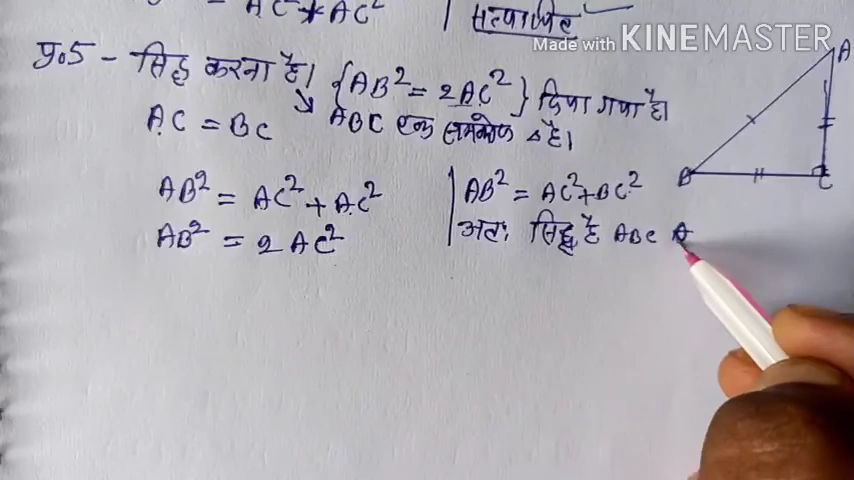 = AC² + AC² | सत्यापित
Made with KINEMASTER
प्र०5 - सिद्ध करना है। {AB² = 2AC²} दिया गया है।
AC = BC ABC एक समकोण △ है।
AB² = AC² + AC² | AB² = AC² + BC²
AB² = 2AC² | अतः सिद्ध है ABC
A
B
C